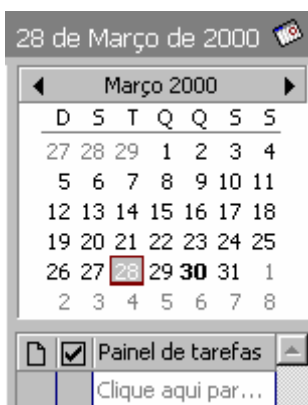 28 de Março de 2000
Março 2000
D S T Q Q S S
27 28 29 1 2 3 4
5 6 7 8 9 10 11
12 13 14 15 16 17 18
19 20 21 22 23 24 25
26 27 28 29 30 31 1
2 3 4 5 6 7 8
Painel de tarefas
Clique aqui par...